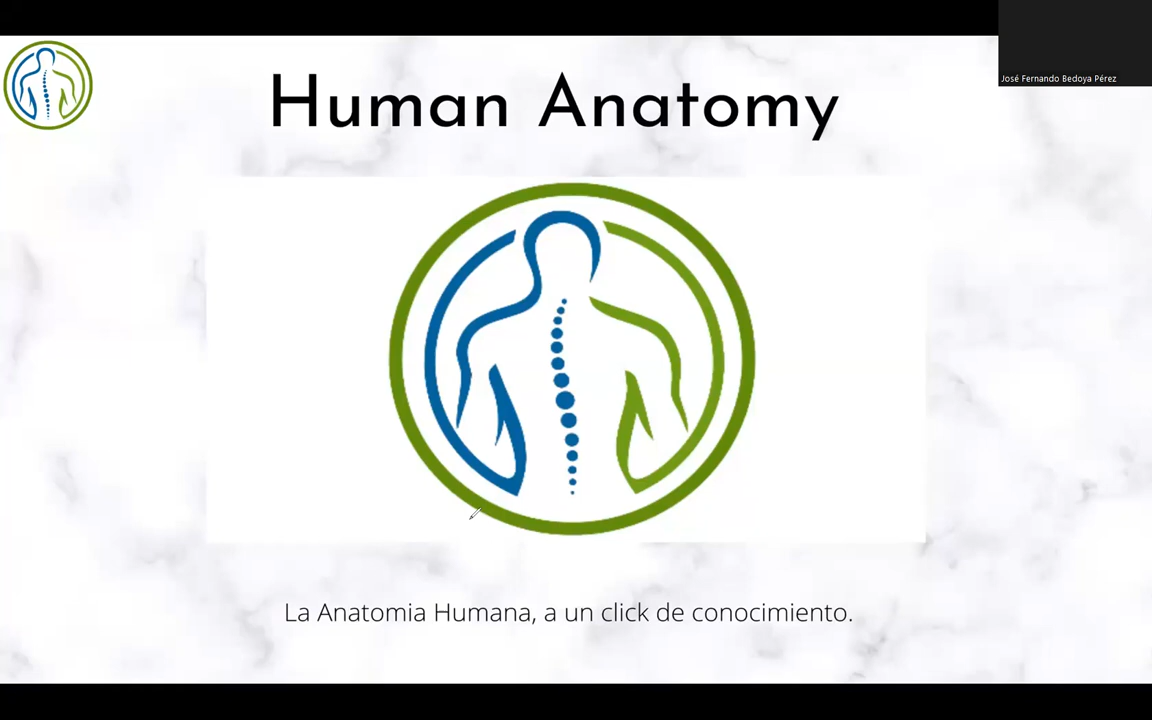 José Fernando Bedoya Pérez
Human Anatomy
La Anatomia Humana, a un click de conocimiento.